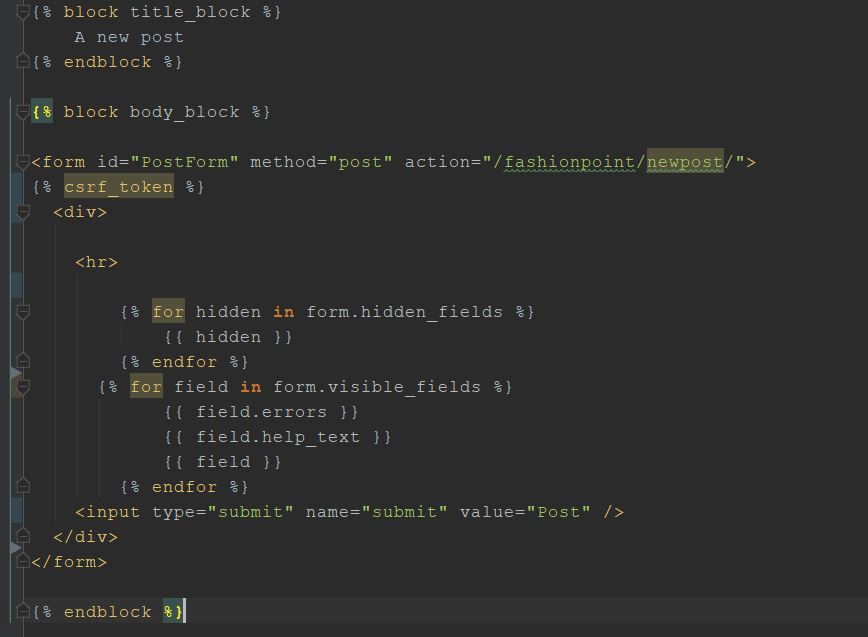 {% block title_block %}
    A new post
{% endblock %}
{% block body_block %}
<form id="PostForm" method="post" action="/fashionpoint/newpost/">
{% csrf_token %}
  <div>
    <hr>
        {% for hidden in form.hidden_fields %}
            {{ hidden }}
        {% endfor %}
      {% for field in form.visible_fields %}
            {{ field.errors }}
            {{ field.help_text }}
            {{ field }}
        {% endfor %}
    <input type="submit" name="submit" value="Post" />
  </div>
</form>
{% endblock %}